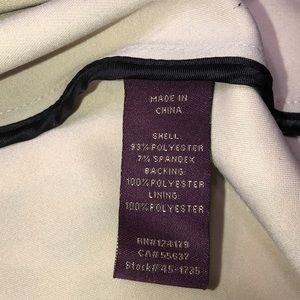 MADE IN
CHINA
SHELL:
93% POLYESTER
7% SPANDEX
BACKING:
100% POLYESTER
LINING:
100% POLYESTER
RN# 124179
CA# 55637
Stock# 45-1735